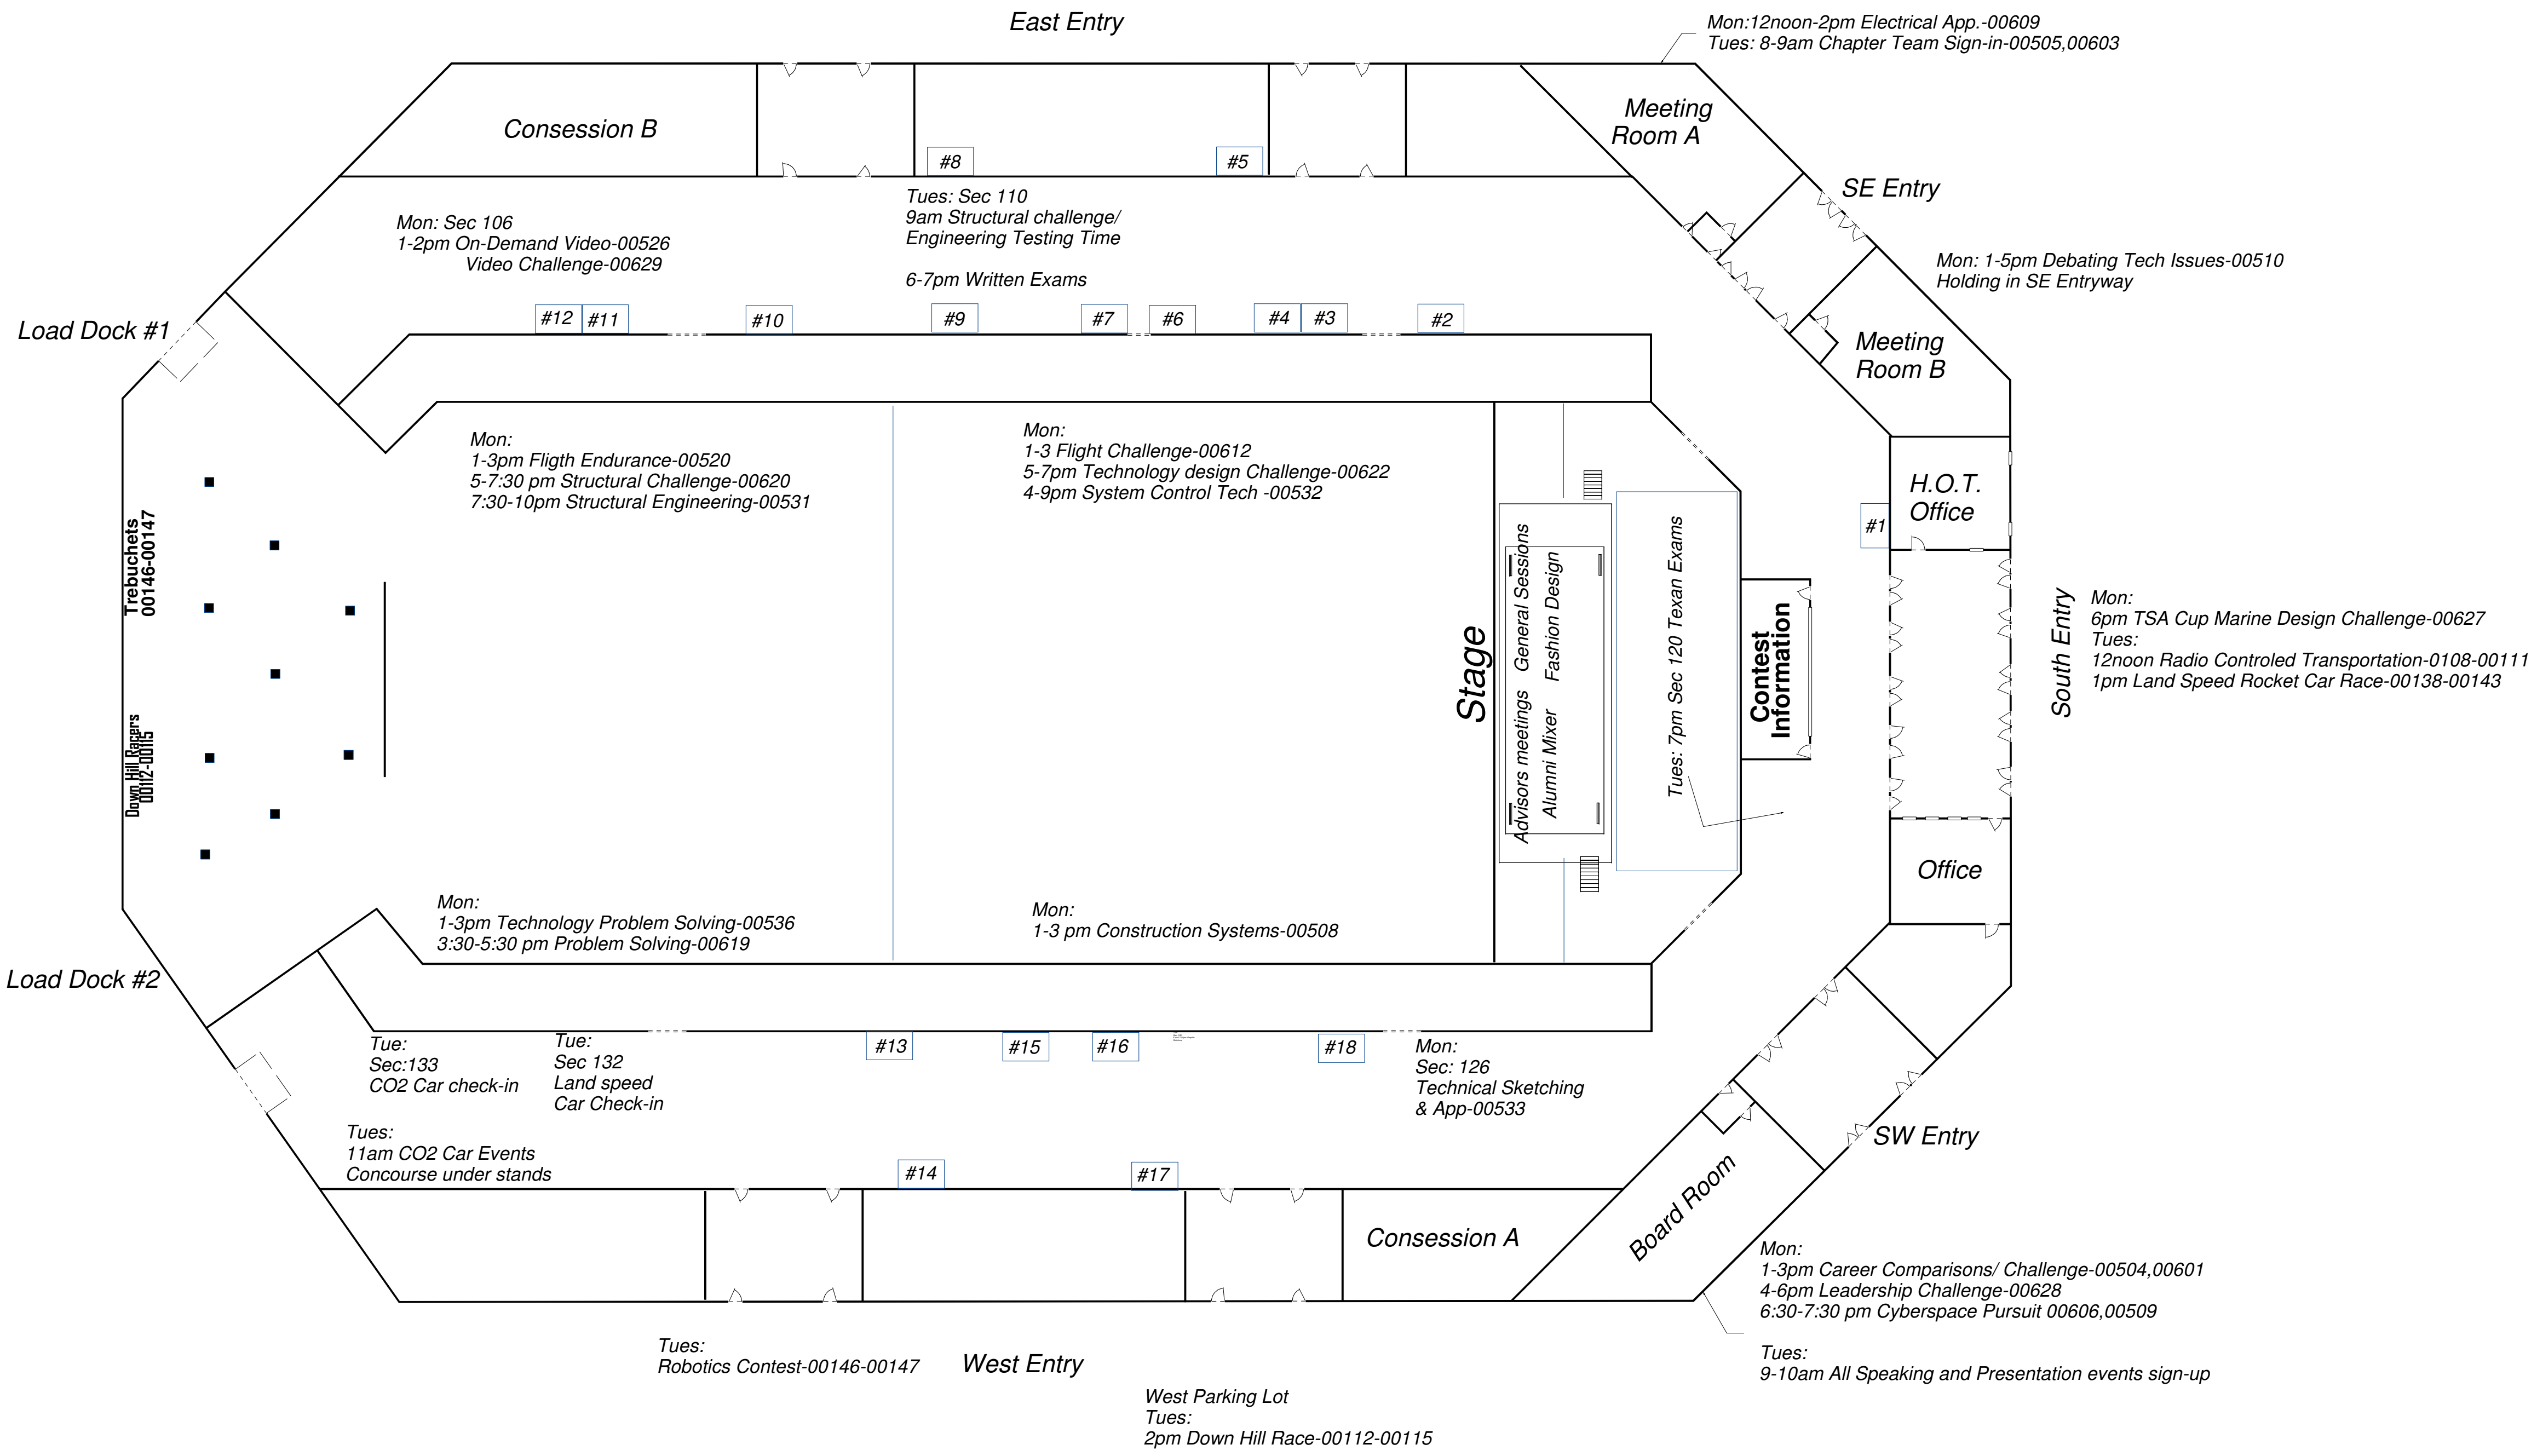 East Entry
Mon:12noon-2pm Electrical App.-00609
Tues: 8-9am Chapter Team Sign-in-00505,00603
Consession B
Meeting
Room A
#8
#5
SE Entry
Tues: Sec 110
9am Structural challenge/
Engineering Testing Time
6-7pm Written Exams
Mon: Sec 106
1-2pm On-Demand Video-00526
Video Challenge-00629
Mon: 1-5pm Debating Tech Issues-00510
Holding in SE Entryway
Load Dock #1
#12
#11
#10
#9
#7
#6
#4
#3
#2
Meeting
Room B
Mon:
1-3pm Fligth Endurance-00520
5-7:30 pm Structural Challenge-00620
7:30-10pm Structural Engineering-00531
Mon:
1-3 Flight Challenge-00612
5-7pm Technology design Challenge-00622
4-9pm System Control Tech -00532
H.O.T.
Office
#1
Trebuchets
00146-00147
Down Hill Racers
00112-00115
Stage
Advisors meetings
General Sessions
Alumni Mixer
Fashion Design
Tues: 7pm Sec 120 Texan Exams
Contest
Information
South Entry
Mon:
6pm TSA Cup Marine Design Challenge-00627
Tues:
12noon Radio Controled Transportation-0108-00111
1pm Land Speed Rocket Car Race-00138-00143
Office
Mon:
1-3pm Technology Problem Solving-00536
3:30-5:30 pm Problem Solving-00619
Mon:
1-3 pm Construction Systems-00508
Load Dock #2
Tue:
Sec:133
CO2 Car check-in
Tue:
Sec 132
Land speed
Car Check-in
#13
#15
#16
#18
Mon:
Sec: 126
Technical Sketching
& App-00533
Tues:
11am CO2 Car Events
Concourse under stands
#14
#17
SW Entry
Consession A
Board Room
Mon:
1-3pm Career Comparisons/ Challenge-00504,00601
4-6pm Leadership Challenge-00628
6:30-7:30 pm Cyberspace Pursuit 00606,00509
Tues:
9-10am All Speaking and Presentation events sign-up
Tues:
Robotics Contest-00146-00147
West Entry
West Parking Lot
Tues:
2pm Down Hill Race-00112-00115